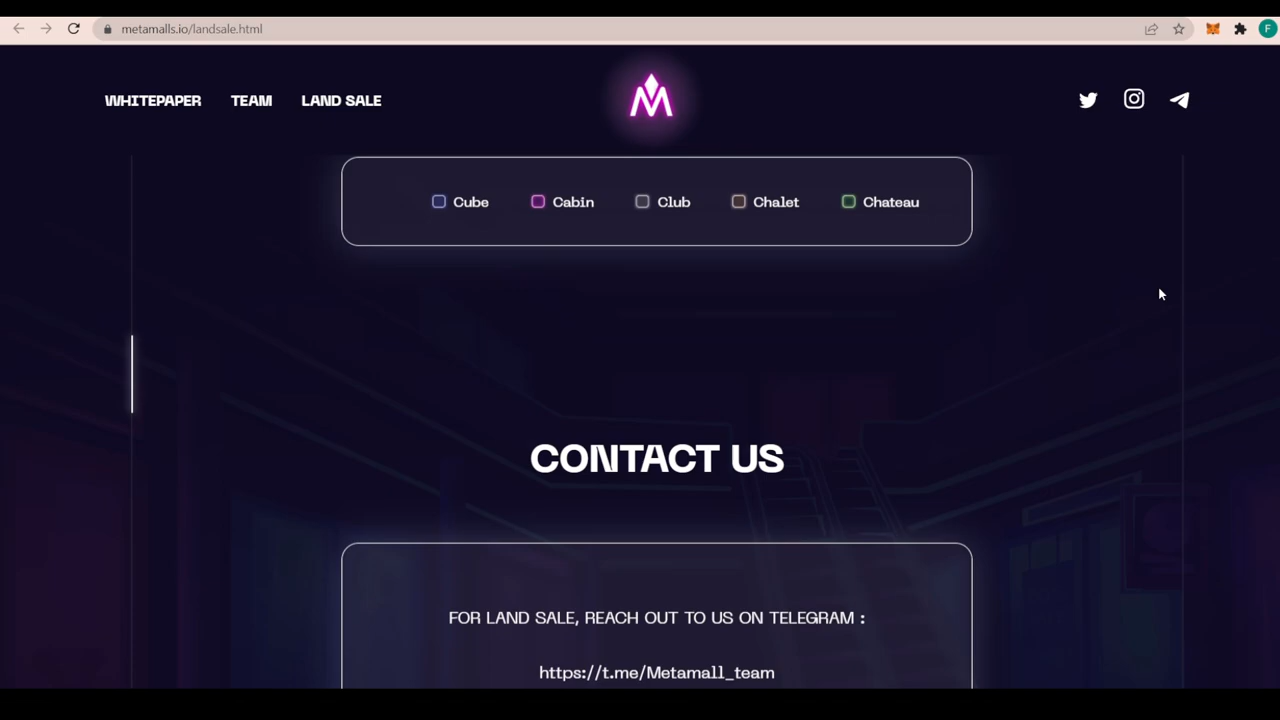 metamalls.io/landsale.html
F
WHITEPAPER TEAM LAND SALE
M
Cube Cabin Club Chalet Chateau
CONTACT US
FOR LAND SALE, REACH OUT TO US ON TELEGRAM :
https://t.me/Metamall_team